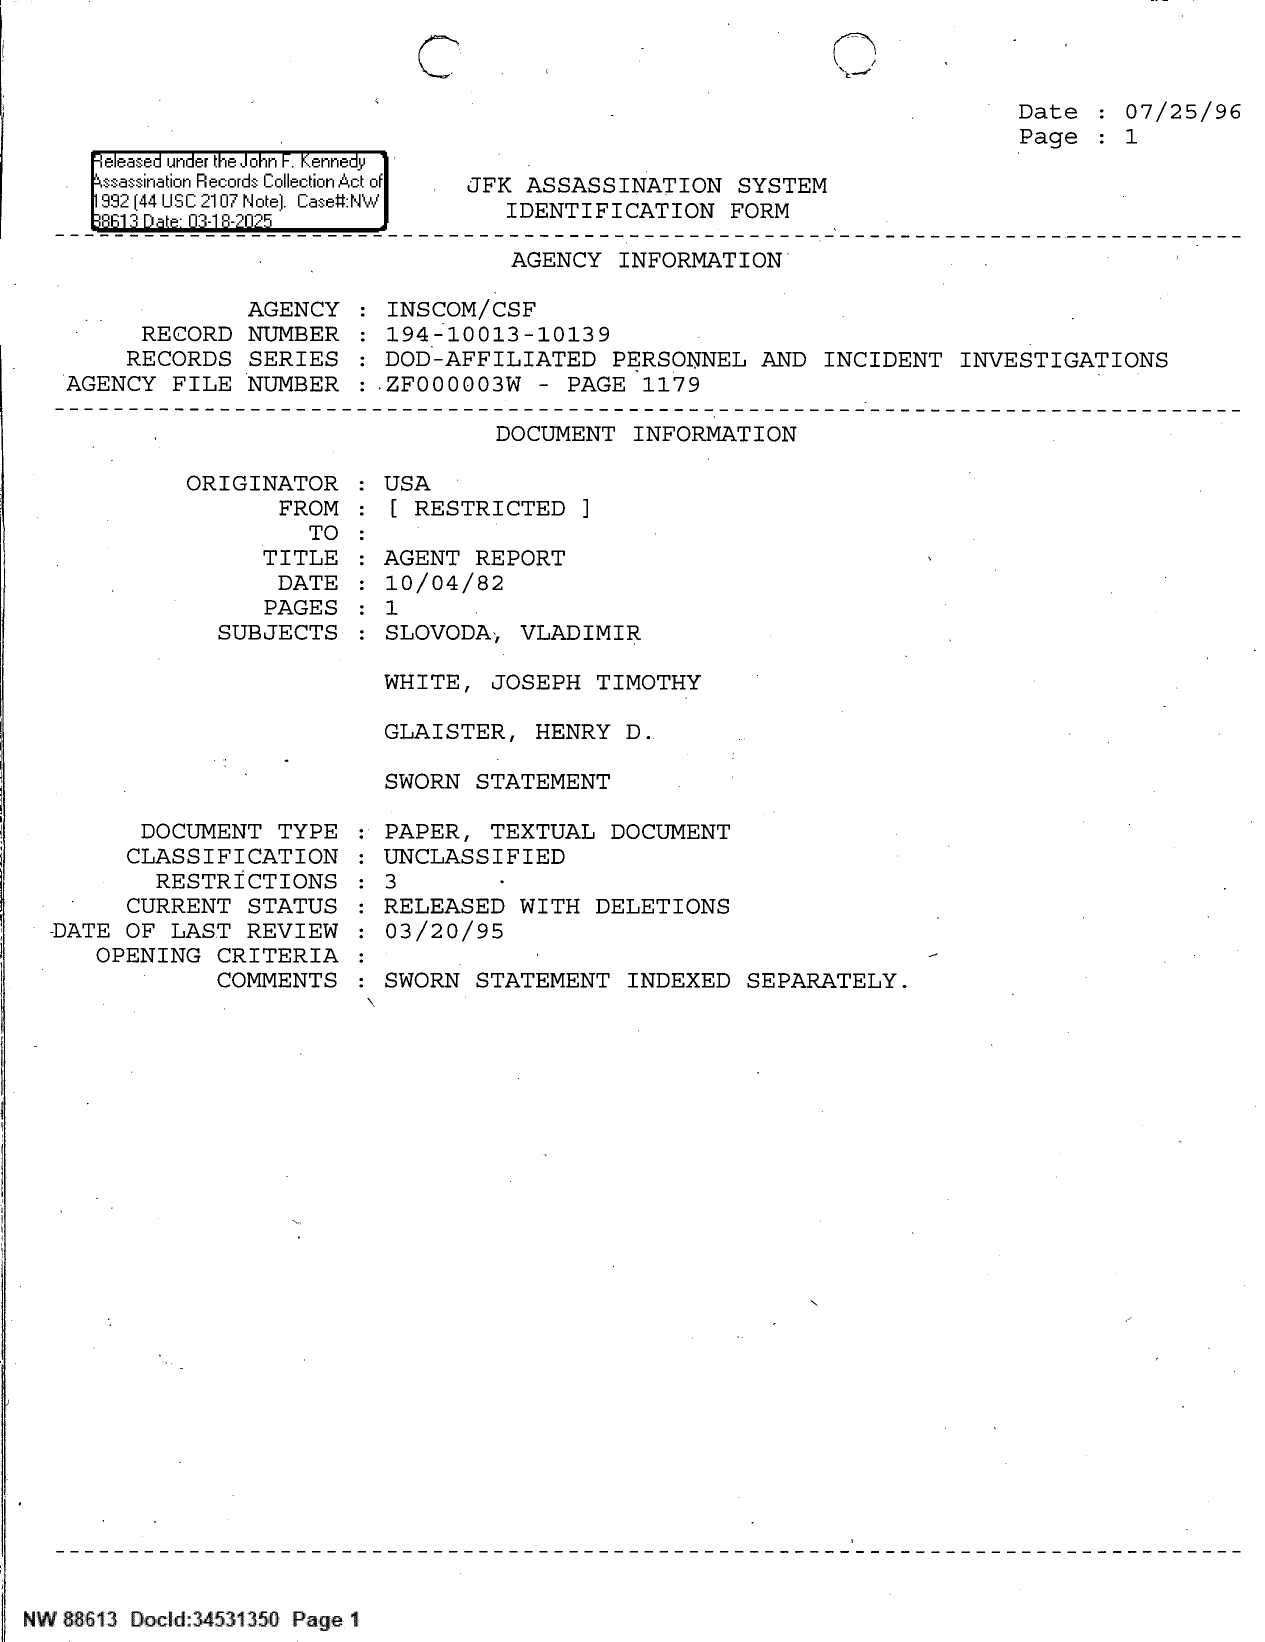 Date : 07/25/96
Page : 1
Released under the John F. Kennedy
Assassination Records Collection Act of
1992 (44 USC 2107 Note). Case#:NW
88613 Date: 03-18-2025
JFK ASSASSINATION SYSTEM
IDENTIFICATION FORM
AGENCY INFORMATION
AGENCY : INSCOM/CSF
RECORD NUMBER : 194-10013-10139
RECORDS SERIES : DOD-AFFILIATED PERSONNEL AND INCIDENT INVESTIGATIONS
AGENCY FILE NUMBER : ZF000003W - PAGE 1179
DOCUMENT INFORMATION
ORIGINATOR : USA
FROM : [ RESTRICTED ]
TO :
TITLE : AGENT REPORT
DATE : 10/04/82
PAGES : 1
SUBJECTS : SLOVODA, VLADIMIR
WHITE, JOSEPH TIMOTHY
GLAISTER, HENRY D.
SWORN STATEMENT
DOCUMENT TYPE : PAPER, TEXTUAL DOCUMENT
CLASSIFICATION : UNCLASSIFIED
RESTRICTIONS : 3
CURRENT STATUS : RELEASED WITH DELETIONS
DATE OF LAST REVIEW : 03/20/95
OPENING CRITERIA :
COMMENTS : SWORN STATEMENT INDEXED SEPARATELY.
NW 88613 DocId:34531350 Page 1